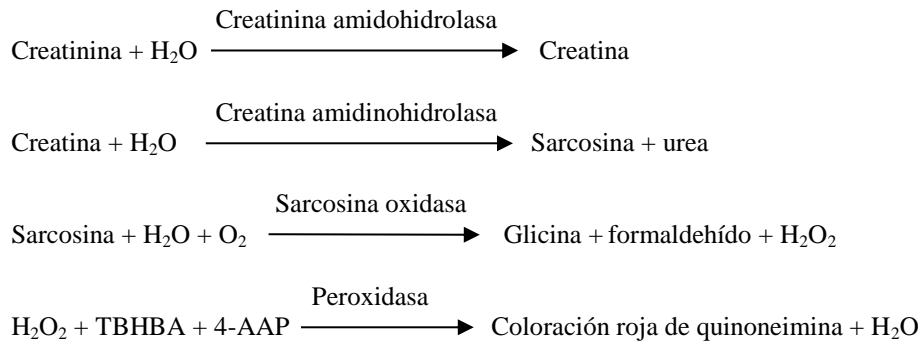 Creatinina amidohidrolasa
Creatinina + H₂O Creatina
Creatina amidinohidrolasa
Creatina + H₂O Sarcosina + urea
Sarcosina oxidasa
Sarcosina + H₂O + O₂ Glicina + formaldehído + H₂O₂
Peroxidasa
H₂O₂ + TBHBA + 4-AAP Coloración roja de quinoneimina + H₂O